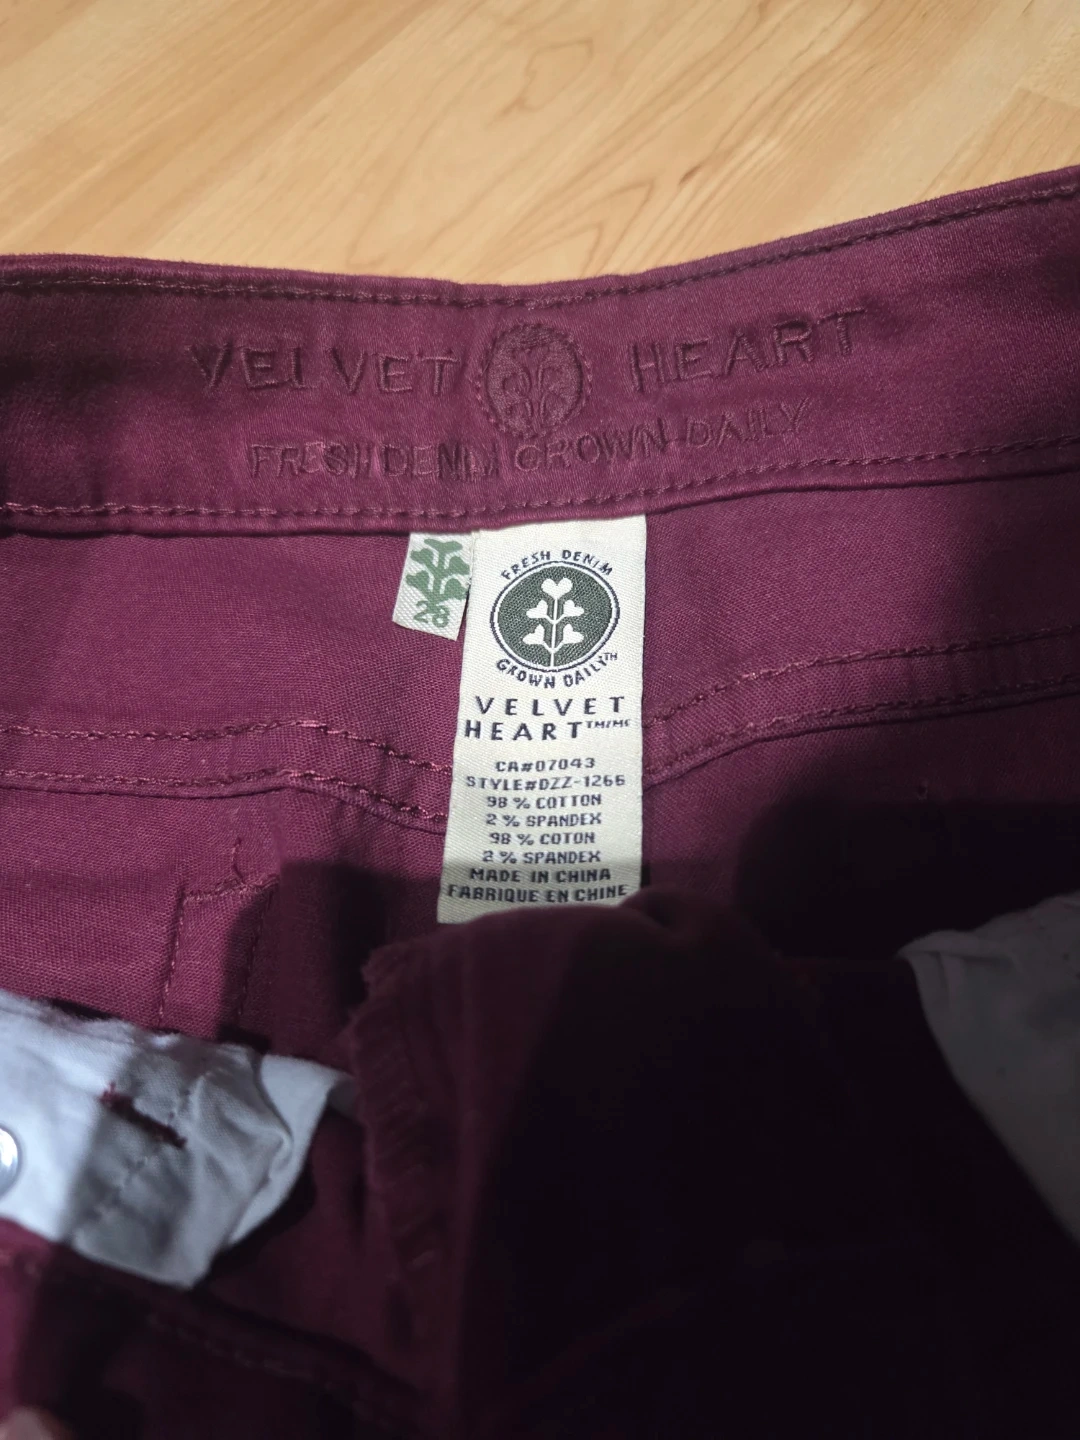 VELVET HEART
FRESH DENIM GROWN DAILY
28
FRESH DENIM
GROWN DAILY™
VELVET
HEART™/MC
CA#07043
STYLE#DZZ-1266
98 % COTTON
2 % SPANDEX
98 % COTON
2 % SPANDEX
MADE IN CHINA
FABRIQUE EN CHINE